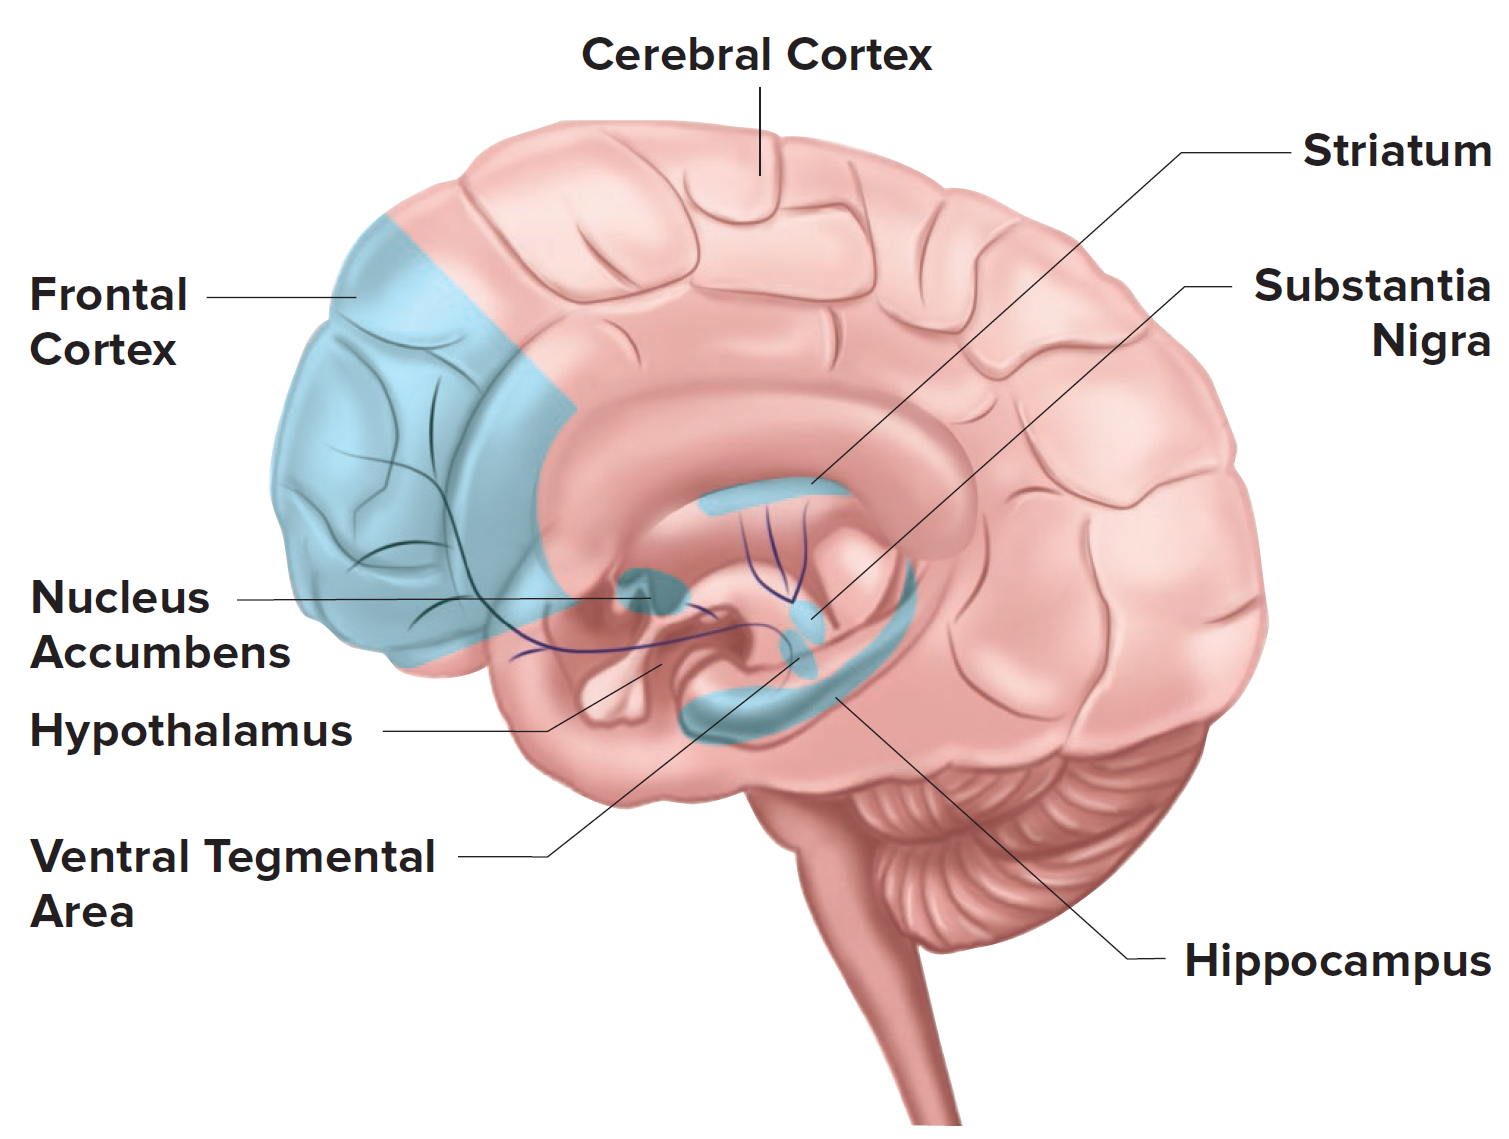 Cerebral Cortex
Striatum
Substantia
Nigra
Frontal
Cortex
Nucleus
Accumbens
Hypothalamus
Ventral Tegmental
Area
Hippocampus